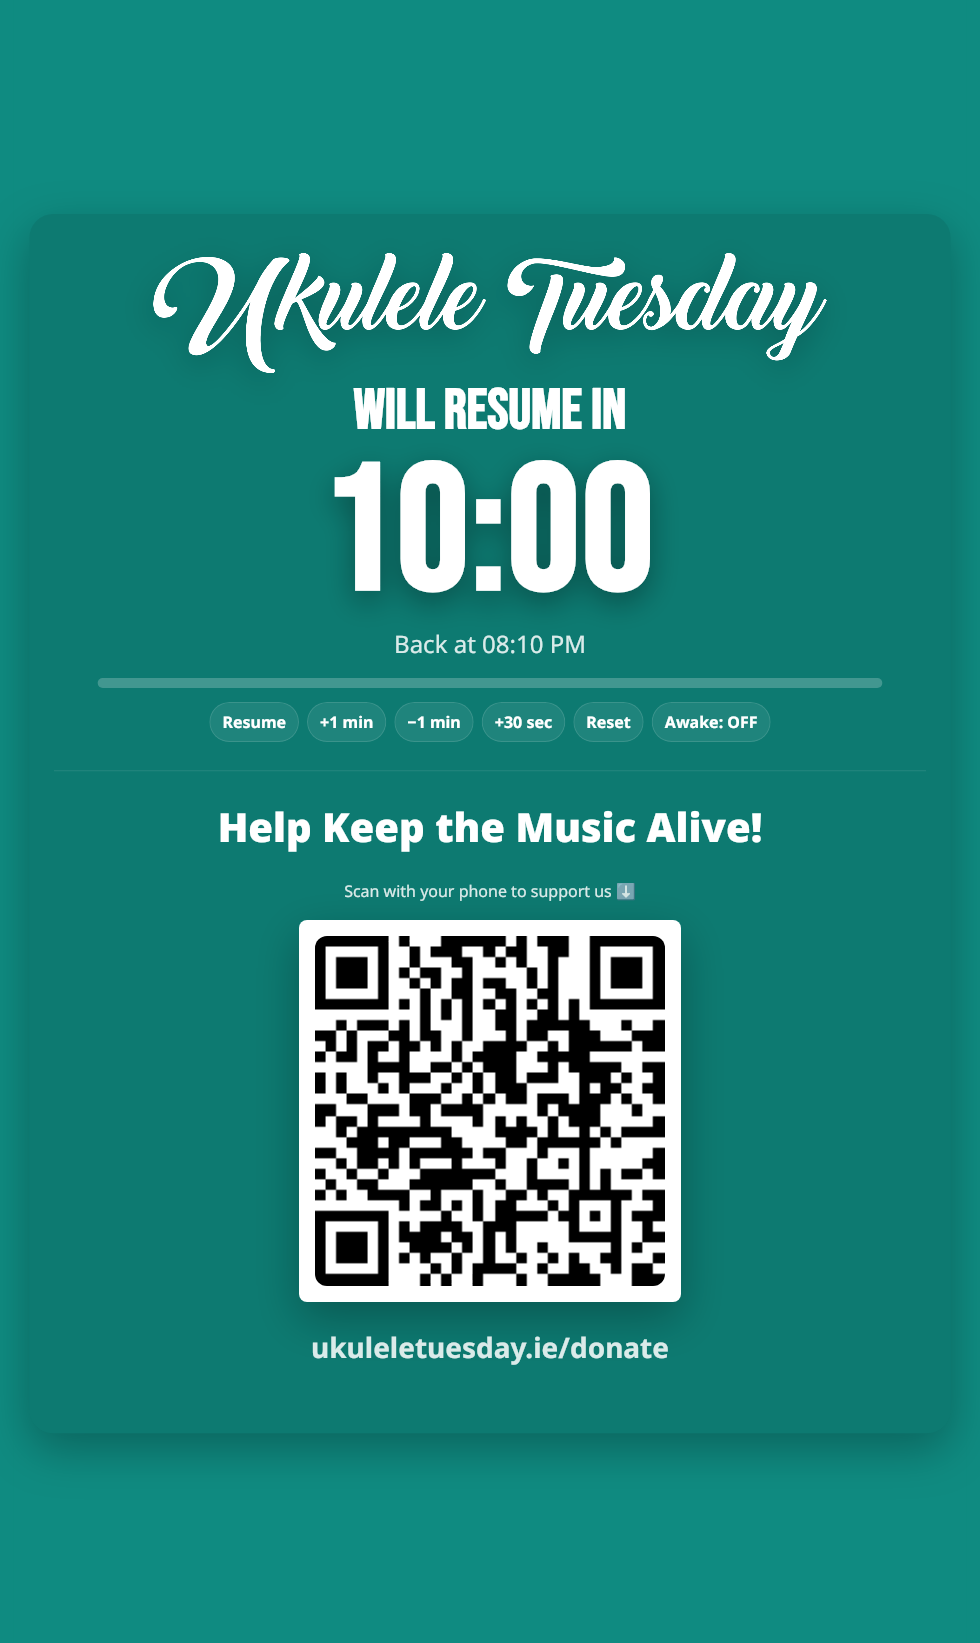 Ukulele Tuesday
WILL RESUME IN
10:00
Back at 08:10 PM
Resume +1 min −1 min +30 sec Reset Awake: OFF
Help Keep the Music Alive!
Scan with your phone to support us ⬇️
ukuleletuesday.ie/donate